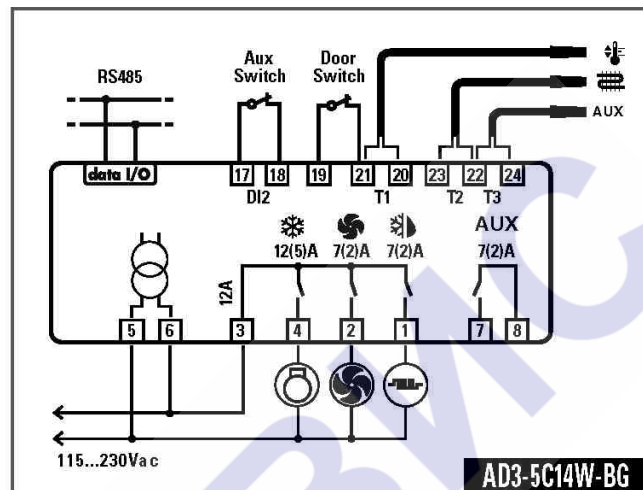 RS485
Aux Switch
Door Switch
AUX
data I/O
17 18 19 21 20 23 22 24
DI2 T1 T2 T3
AUX
12(5)A 7(2)A 7(2)A 7(2)A
12A
5 6 3 4 2 1 7 8
115...230Vac
AD3-5C14W-BG